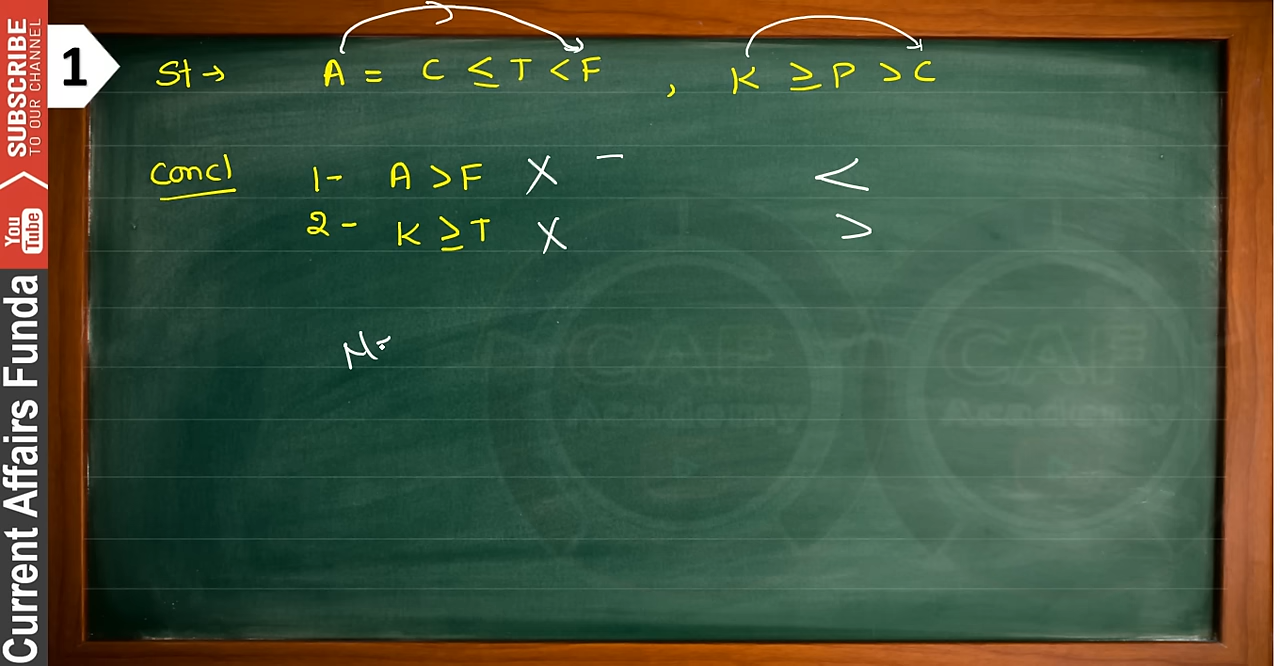 SUBSCRIBE
TO OUR CHANNEL
You Tube
Current Affairs Funda
1
St → A = C ≤ T < F , K ≥ P > C
Concl 1- A > F X - <
2- K ≥ T X >
CAF CAF
Academy Academy